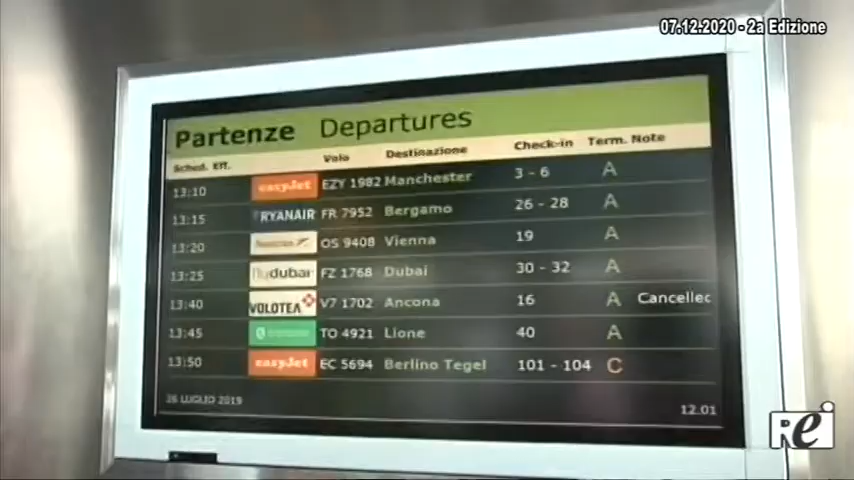 07.12.2020 - 2a Edizione
Partenze Departures
Sched. Eff. Volo Destinazione Check-in Term. Note
13:10 easyJet EZY 1982 Manchester 3 - 6 A
13:15 RYANAIR FR 7952 Bergamo 26 - 28 A
13:20 OS 9408 Vienna 19 A
13:25 flydubai FZ 1768 Dubai 30 - 32 A
13:40 VOLOTEA V7 1702 Ancona 16 A Cancellec
13:45 TO 4921 Lione 40 A
13:50 easyJet EC 5694 Berlino Tegel 101 - 104 C
26 LUGLIO 2019 12.01
Rei